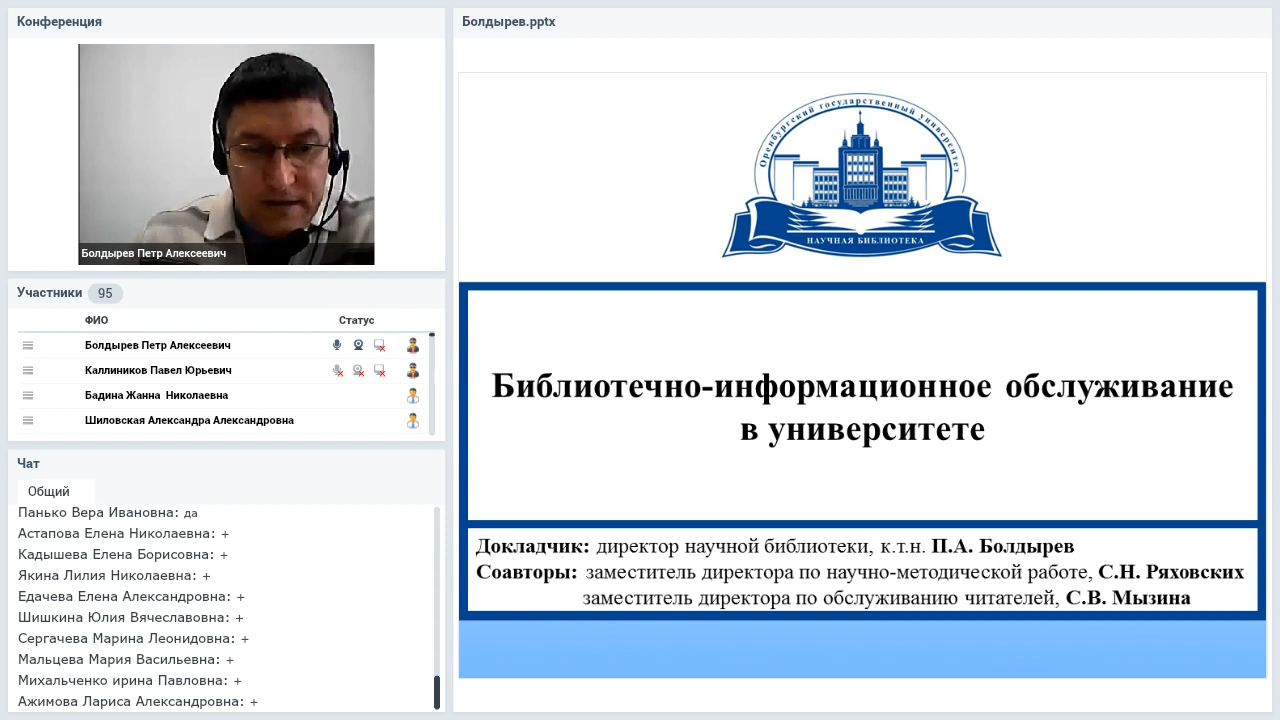 Конференция
Болдырев Петр Алексеевич
Участники 95
ФИО Статус
Болдырев Петр Алексеевич
Каллиников Павел Юрьевич
Бадина Жанна Николаевна
Шиловская Александра Александровна
Чат
Общий
Панько Вера Ивановна: да
Астапова Елена Николаевна: +
Кадышева Елена Борисовна: +
Якина Лилия Николаевна: +
Едачева Елена Александровна: +
Шишкина Юлия Вячеславовна: +
Сергачева Марина Леонидовна: +
Мальцева Мария Васильевна: +
Михальченко ирина Павловна: +
Ажимова Лариса Александровна: +
Болдырев.pptx
Оренбургский государственный университет
НАУЧНАЯ БИБЛИОТЕКА
Библиотечно-информационное обслуживание
в университете
Докладчик: директор научной библиотеки, к.т.н. П.А. Болдырев
Соавторы: заместитель директора по научно-методической работе, С.Н. Ряховских
заместитель директора по обслуживанию читателей, С.В. Мызина